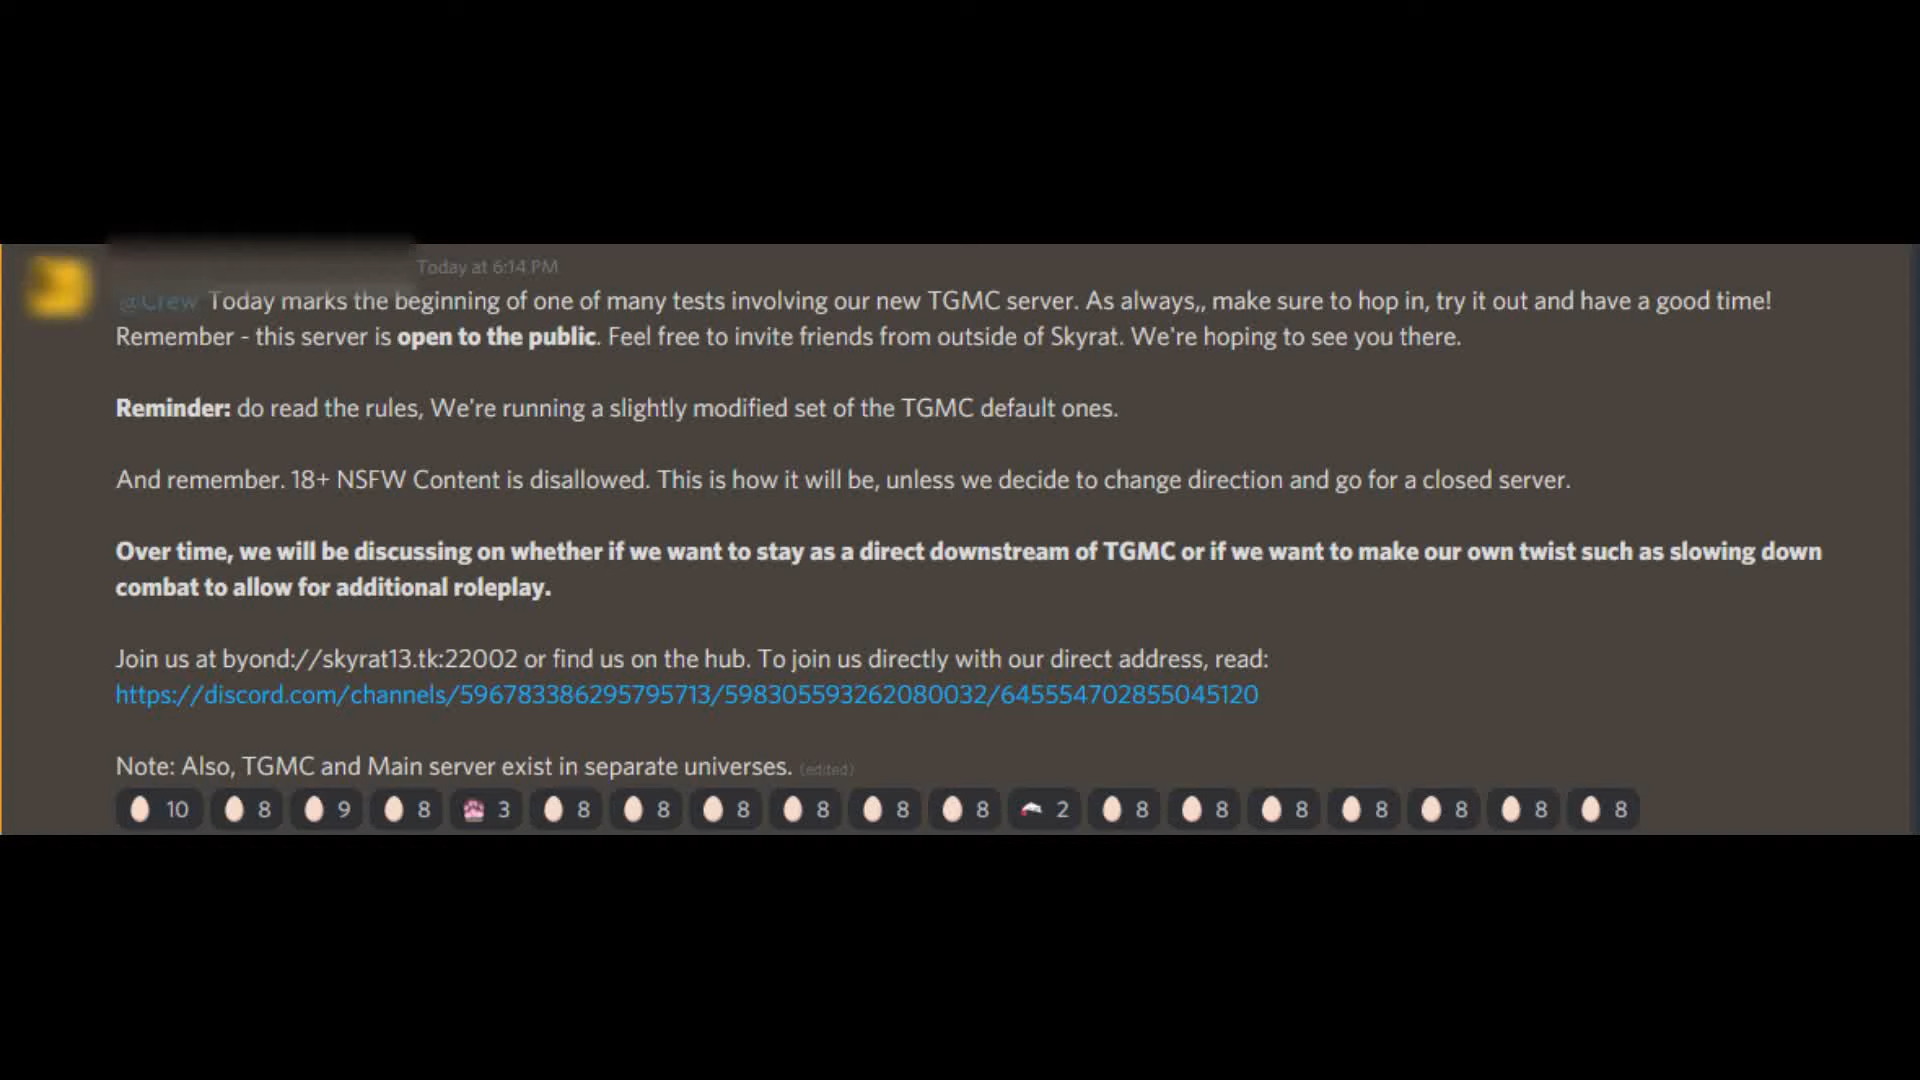 Today at 6:14 PM
@Crew Today marks the beginning of one of many tests involving our new TGMC server. As always,, make sure to hop in, try it out and have a good time!
Remember - this server is open to the public. Feel free to invite friends from outside of Skyrat. We're hoping to see you there.
Reminder: do read the rules, We're running a slightly modified set of the TGMC default ones.
And remember. 18+ NSFW Content is disallowed. This is how it will be, unless we decide to change direction and go for a closed server.
Over time, we will be discussing on whether if we want to stay as a direct downstream of TGMC or if we want to make our own twist such as slowing down
combat to allow for additional roleplay.
Join us at byond://skyrat13.tk:22002 or find us on the hub. To join us directly with our direct address, read:
https://discord.com/channels/596783386295795713/598305593262080032/645554702855045120
Note: Also, TGMC and Main server exist in separate universes. (edited)
10 8 9 8 3 8 8 8 8 8 8 2 8 8 8 8 8 8 8